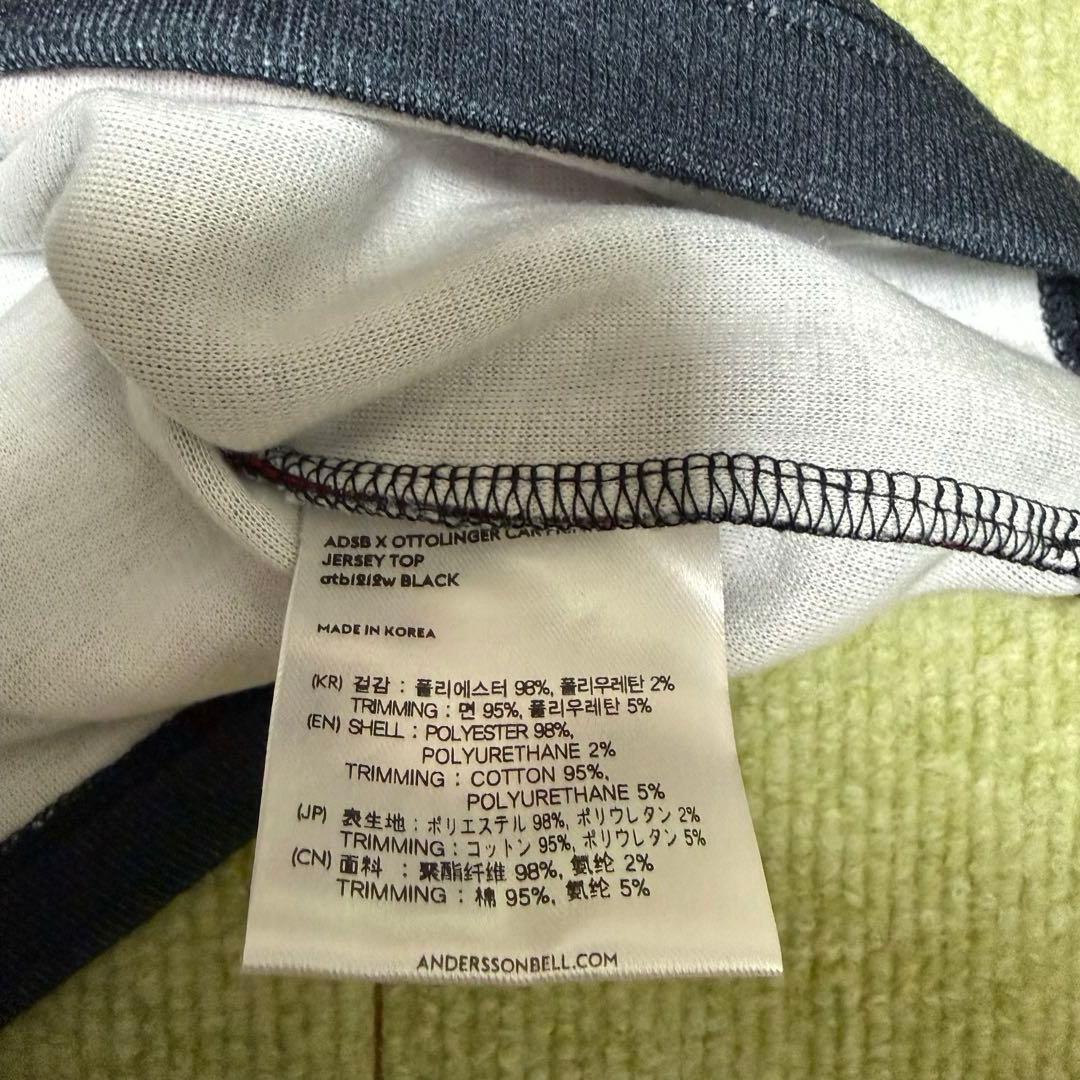 ADSB X OTTOLINGER
JERSEY TOP
atb1212w BLACK
MADE IN KOREA
(KR) 겉감 : 폴리에스터 98%, 폴리우레탄 2%
TRIMMING : 면 95%, 폴리우레탄 5%
(EN) SHELL : POLYESTER 98%,
POLYURETHANE 2%
TRIMMING : COTTON 95%,
POLYURETHANE 5%
(JP) 表生地 : ポリエステル 98%, ポリウレタン 2%
TRIMMING : コットン 95%, ポリウレタン 5%
(CN) 面料 : 聚酯纤维 98%, 氨纶 2%
TRIMMING : 棉 95%, 氨纶 5%
ANDERSSONBELL.COM